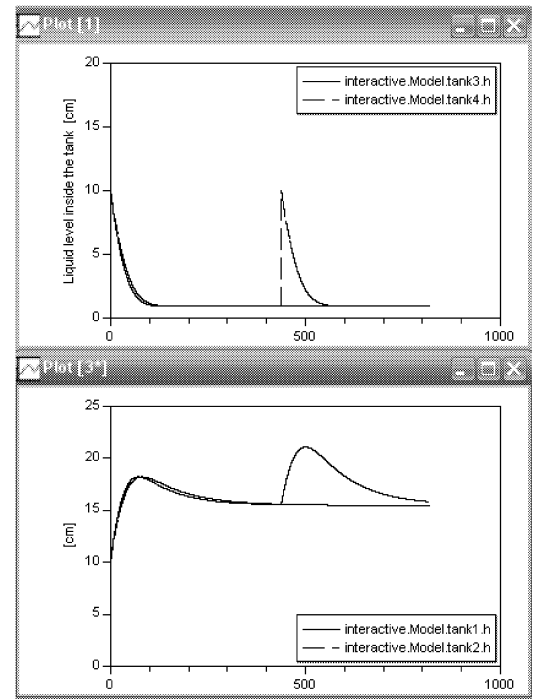 Plot [1]
20
15
10
5
0
Liquid level inside the tank [cm]
interactive.Model.tank3.h
interactive.Model.tank4.h
0
500
1000
Plot [3*]
25
20
15
10
5
0
[cm]
interactive.Model.tank1.h
interactive.Model.tank2.h
0
500
1000